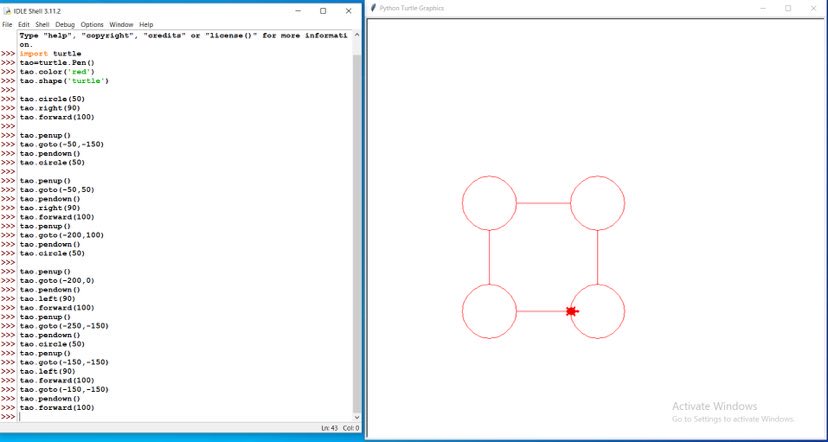 IDLE Shell 3.11.2
File Edit Shell Debug Options Window Help
Type "help", "copyright", "credits" or "license()" for more informati
on.
>>> import turtle
>>> tao=turtle.Pen()
>>> tao.color('red')
>>> tao.shape('turtle')
>>>
>>> tao.circle(50)
>>> tao.right(90)
>>> tao.forward(100)
>>>
>>> tao.penup()
>>> tao.goto(-50,-150)
>>> tao.pendown()
>>> tao.circle(50)
>>>
>>> tao.penup()
>>> tao.goto(-50,50)
>>> tao.pendown()
>>> tao.right(90)
>>> tao.forward(100)
>>> tao.penup()
>>> tao.goto(-200,100)
>>> tao.pendown()
>>> tao.circle(50)
>>>
>>> tao.penup()
>>> tao.goto(-200,0)
>>> tao.pendown()
>>> tao.left(90)
>>> tao.forward(100)
>>> tao.penup()
>>> tao.goto(-250,-150)
>>> tao.pendown()
>>> tao.circle(50)
>>> tao.penup()
>>> tao.goto(-150,-150)
>>> tao.left(90)
>>> tao.forward(100)
>>> tao.goto(-150,-150)
>>> tao.pendown()
>>> tao.forward(100)
>>>
Ln: 43 Col: 0
Python Turtle Graphics
Activate Windows
Go to Settings to activate Windows.